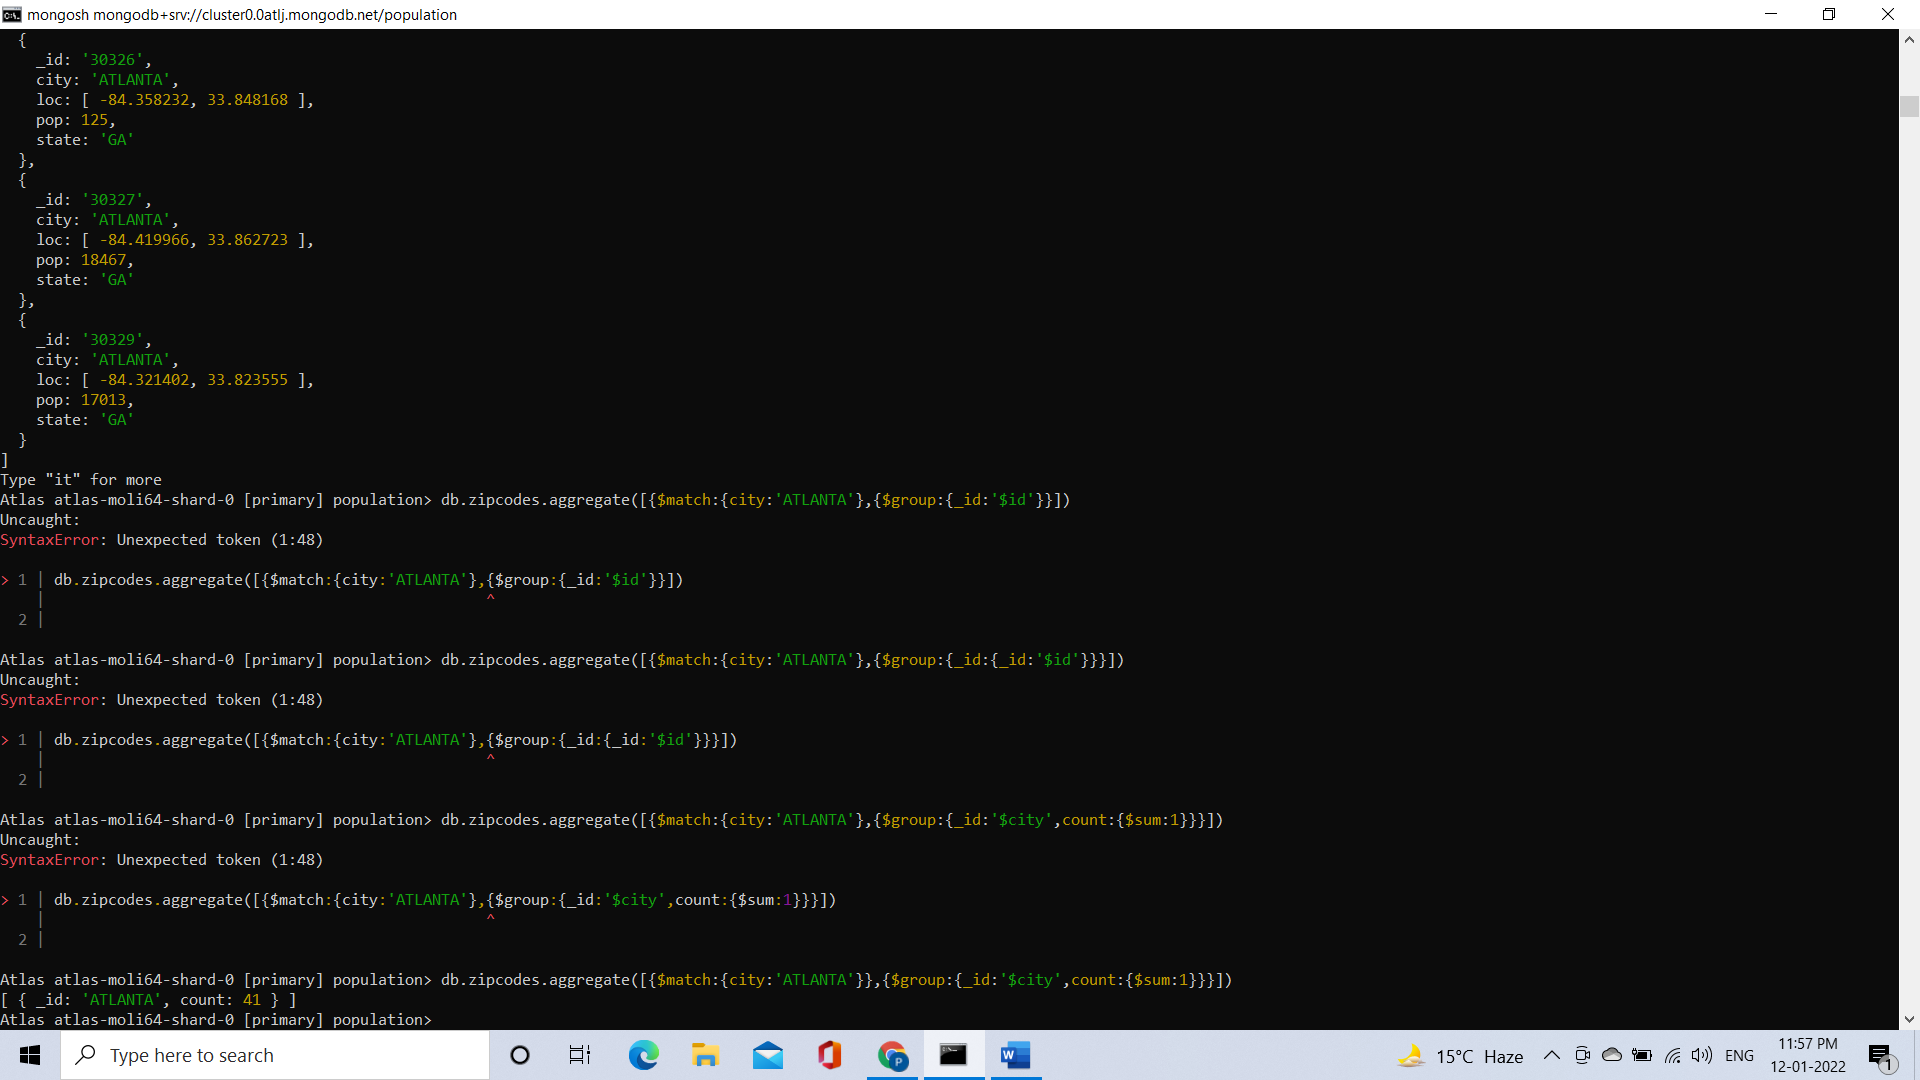 mongosh mongodb+srv://cluster0.0atlj.mongodb.net/population
  {
    _id: '30326',
    city: 'ATLANTA',
    loc: [ -84.358232, 33.848168 ],
    pop: 125,
    state: 'GA'
  },
  {
    _id: '30327',
    city: 'ATLANTA',
    loc: [ -84.419966, 33.862723 ],
    pop: 18467,
    state: 'GA'
  },
  {
    _id: '30329',
    city: 'ATLANTA',
    loc: [ -84.321402, 33.823555 ],
    pop: 17013,
    state: 'GA'
  }
]
Type "it" for more
Atlas atlas-moli64-shard-0 [primary] population> db.zipcodes.aggregate([{$match:{city:'ATLANTA'},{$group:{_id:'$id'}}])
Uncaught:
SyntaxError: Unexpected token (1:48)
> 1 | db.zipcodes.aggregate([{$match:{city:'ATLANTA'},{$group:{_id:'$id'}}])
    |                                                 ^
  2 |
Atlas atlas-moli64-shard-0 [primary] population> db.zipcodes.aggregate([{$match:{city:'ATLANTA'},{$group:{_id:{_id:'$id'}}}])
Uncaught:
SyntaxError: Unexpected token (1:48)
> 1 | db.zipcodes.aggregate([{$match:{city:'ATLANTA'},{$group:{_id:{_id:'$id'}}}])
    |                                                 ^
  2 |
Atlas atlas-moli64-shard-0 [primary] population> db.zipcodes.aggregate([{$match:{city:'ATLANTA'},{$group:{_id:'$city',count:{$sum:1}}}])
Uncaught:
SyntaxError: Unexpected token (1:48)
> 1 | db.zipcodes.aggregate([{$match:{city:'ATLANTA'},{$group:{_id:'$city',count:{$sum:1}}}])
    |                                                 ^
  2 |
Atlas atlas-moli64-shard-0 [primary] population> db.zipcodes.aggregate([{$match:{city:'ATLANTA'}},{$group:{_id:'$city',count:{$sum:1}}}])
[ { _id: 'ATLANTA', count: 41 } ]
Atlas atlas-moli64-shard-0 [primary] population>
Type here to search
15°C Haze
ENG
11:57 PM
12-01-2022
1